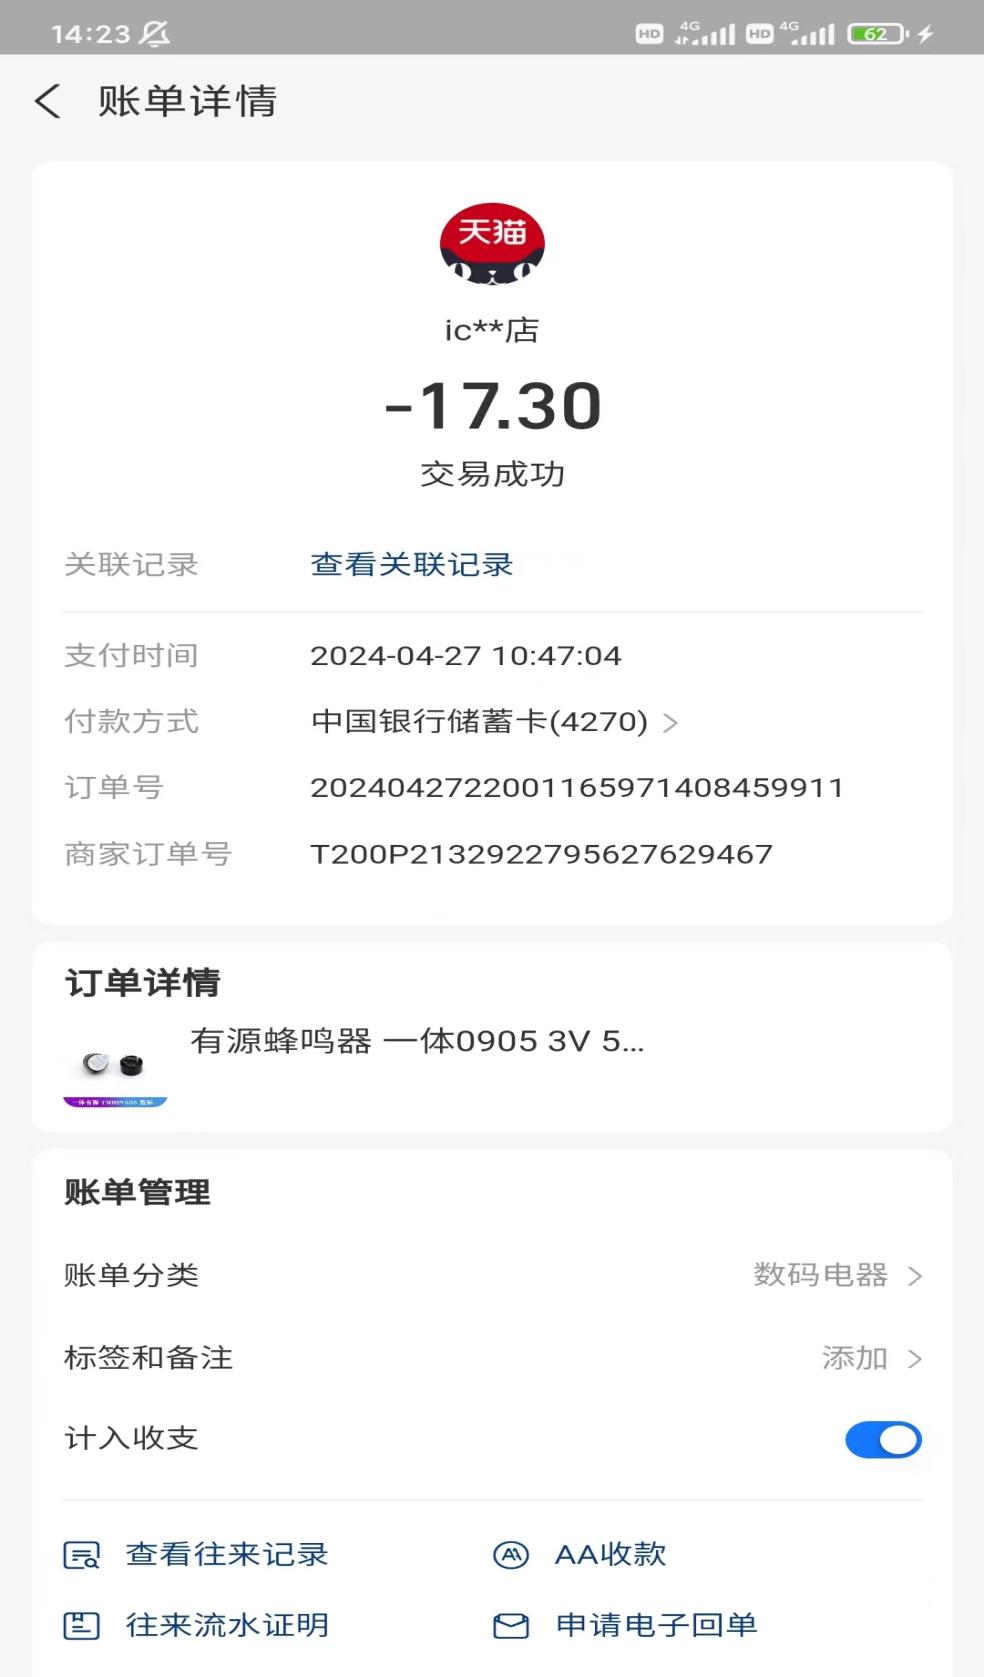 14:23 HD 4G HD 4G 62
账单详情
天猫
ic**店
-17.30
交易成功
关联记录 查看关联记录
支付时间 2024-04-27 10:47:04
付款方式 中国银行储蓄卡(4270) >
订单号 20240427220011165971408459911
商家订单号 T200P2132922795627629467
订单详情
有源蜂鸣器 一体0905 3V 5...
账单管理
账单分类 数码电器 >
标签和备注 添加 >
计入收支
查看往来记录 AA收款
往来流水证明 申请电子回单